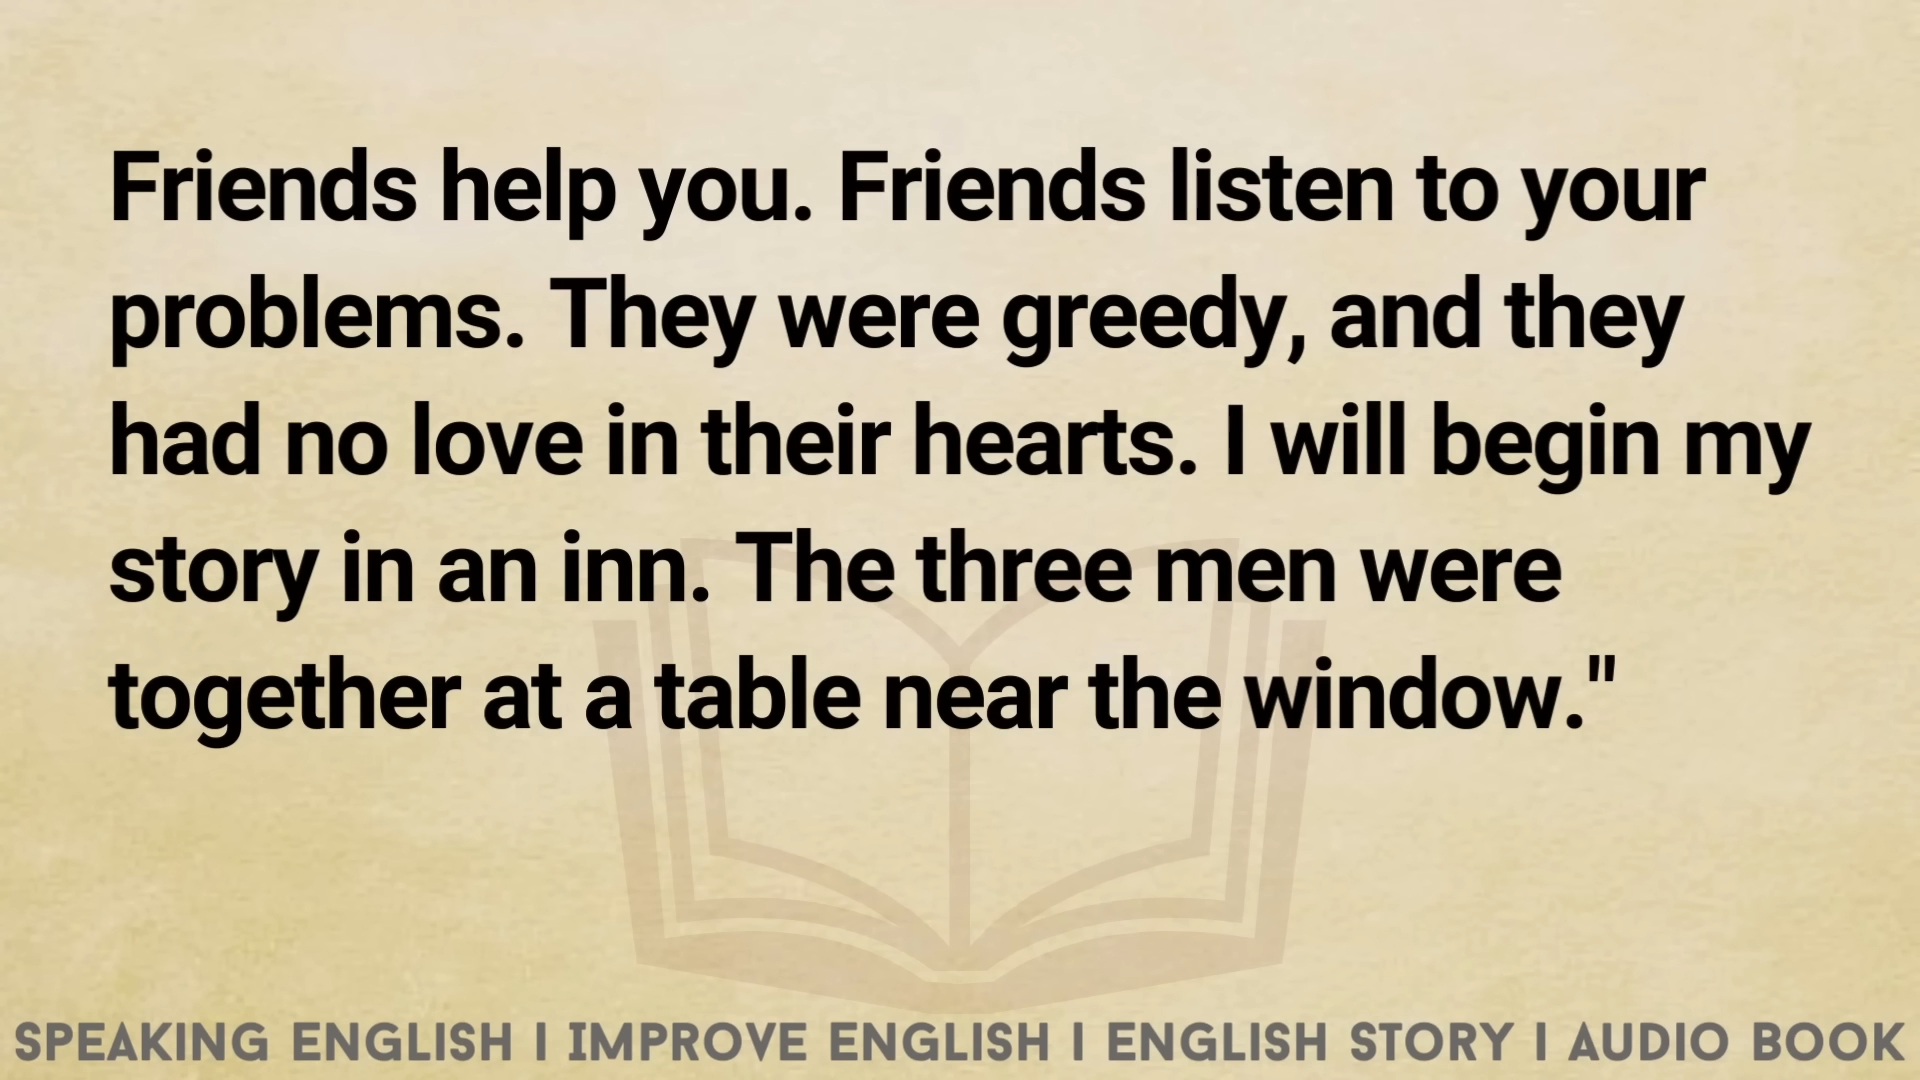 Friends help you. Friends listen to your
problems. They were greedy, and they
had no love in their hearts. I will begin my
story in an inn. The three men were
together at a table near the window."
SPEAKING ENGLISH I IMPROVE ENGLISH I ENGLISH STORY I AUDIO BOOK